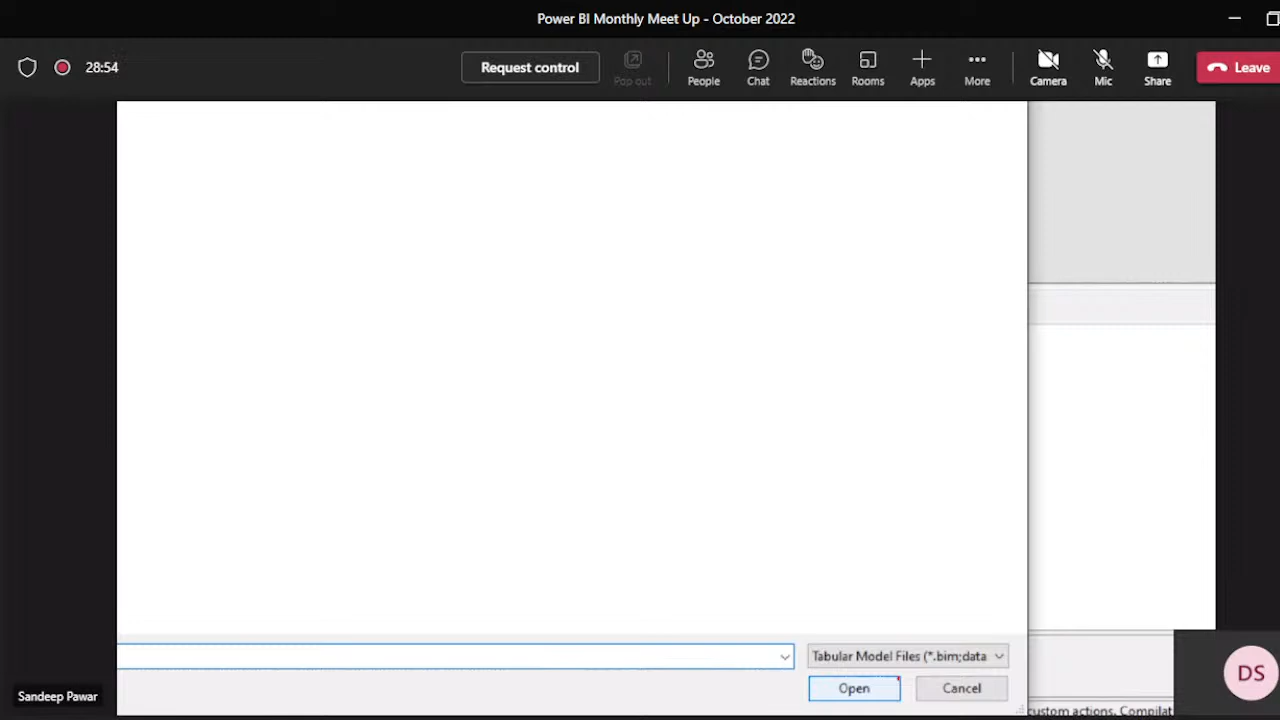 Power BI Monthly Meet Up - October 2022
28:54
Request control
Pop out
People
Chat
Reactions
Rooms
Apps
More
Camera
Mic
Share
Leave
Tabular Model Files (*.bim;data
Open
Cancel
Sandeep Pawar
DS
custom actions. Compilat